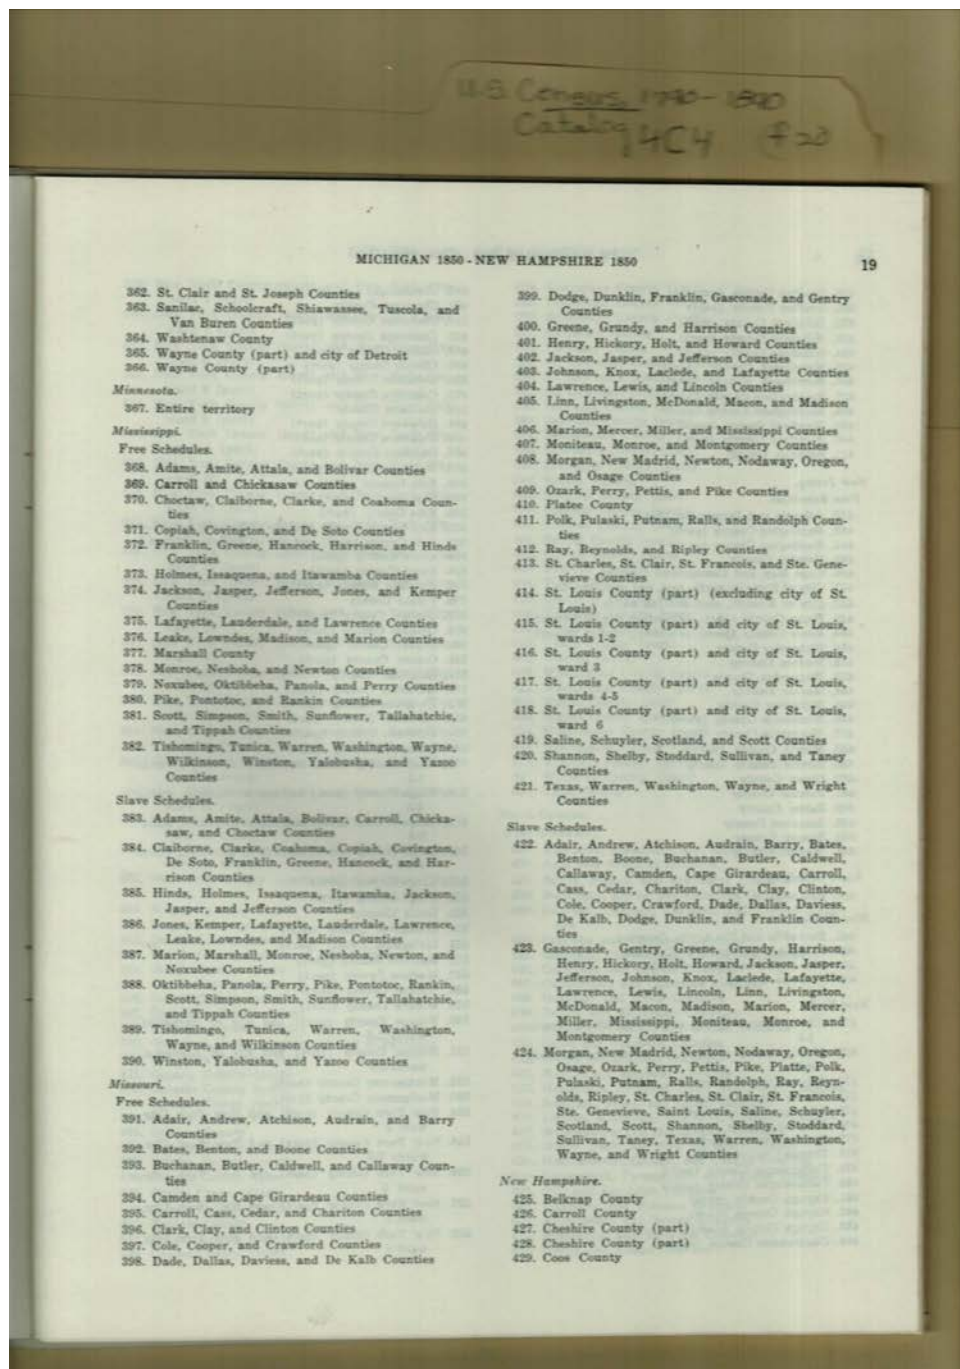 U.S. Census, 1790-1890
Catalog 4C4 f28
MICHIGAN 1850 - NEW HAMPSHIRE 1850
19
362. St. Clair and St. Joseph Counties
363. Sanilac, Schoolcraft, Shiawassee, Tuscola, and
Van Buren Counties
364. Washtenaw County
365. Wayne County (part) and city of Detroit
366. Wayne County (part)
Minnesota.
367. Entire territory
Mississippi.
Free Schedules.
368. Adams, Amite, Attala, and Bolivar Counties
369. Carroll and Chickasaw Counties
370. Choctaw, Claiborne, Clarke, and Coahoma Coun-
ties
371. Copiah, Covington, and De Soto Counties
372. Franklin, Greene, Hancock, Harrison, and Hinds
Counties
373. Holmes, Issaquena, and Itawamba Counties
374. Jackson, Jasper, Jefferson, Jones, and Kemper
Counties
375. Lafayette, Lauderdale, and Lawrence Counties
376. Leake, Lowndes, Madison, and Marion Counties
377. Marshall County
378. Monroe, Neshoba, and Newton Counties
379. Noxubee, Oktibbeha, Panola, and Perry Counties
380. Pike, Pontotoc, and Rankin Counties
381. Scott, Simpson, Smith, Sunflower, Tallahatchie,
and Tippah Counties
382. Tishomingo, Tunica, Warren, Washington, Wayne,
Wilkinson, Winston, Yalobusha, and Yazoo
Counties
Slave Schedules.
383. Adams, Amite, Attala, Bolivar, Carroll, Chicka-
saw, and Choctaw Counties
384. Claiborne, Clarke, Coahoma, Copiah, Covington,
De Soto, Franklin, Greene, Hancock, and Har-
rison Counties
385. Hinds, Holmes, Issaquena, Itawamba, Jackson,
Jasper, and Jefferson Counties
386. Jones, Kemper, Lafayette, Lauderdale, Lawrence,
Leake, Lowndes, and Madison Counties
387. Marion, Marshall, Monroe, Neshoba, Newton, and
Noxubee Counties
388. Oktibbeha, Panola, Perry, Pike, Pontotoc, Rankin,
Scott, Simpson, Smith, Sunflower, Tallahatchie,
and Tippah Counties
389. Tishomingo, Tunica, Warren, Washington,
Wayne, and Wilkinson Counties
390. Winston, Yalobusha, and Yazoo Counties
Missouri.
Free Schedules.
391. Adair, Andrew, Atchison, Audrain, and Barry
Counties
392. Bates, Benton, and Boone Counties
393. Buchanan, Butler, Caldwell, and Callaway Coun-
ties
394. Camden and Cape Girardeau Counties
395. Carroll, Cass, Cedar, and Chariton Counties
396. Clark, Clay, and Clinton Counties
397. Cole, Cooper, and Crawford Counties
398. Dade, Dallas, Daviess, and De Kalb Counties
399. Dodge, Dunklin, Franklin, Gasconade, and Gentry
Counties
400. Greene, Grundy, and Harrison Counties
401. Henry, Hickory, Holt, and Howard Counties
402. Jackson, Jasper, and Jefferson Counties
403. Johnson, Knox, Laclede, and Lafayette Counties
404. Lawrence, Lewis, and Lincoln Counties
405. Linn, Livingston, McDonald, Macon, and Madison
Counties
406. Marion, Mercer, Miller, and Mississippi Counties
407. Moniteau, Monroe, and Montgomery Counties
408. Morgan, New Madrid, Newton, Nodaway, Oregon,
and Osage Counties
409. Ozark, Perry, Pettis, and Pike Counties
410. Platee County
411. Polk, Pulaski, Putnam, Ralls, and Randolph Coun-
ties
412. Ray, Reynolds, and Ripley Counties
413. St. Charles, St. Clair, St. Francois, and Ste. Gene-
vieve Counties
414. St. Louis County (part) (excluding city of St.
Louis)
415. St. Louis County (part) and city of St. Louis,
wards 1-2
416. St. Louis County (part) and city of St. Louis,
ward 3
417. St. Louis County (part) and city of St. Louis,
wards 4-5
418. St. Louis County (part) and city of St. Louis,
ward 6
419. Saline, Schuyler, Scotland, and Scott Counties
420. Shannon, Shelby, Stoddard, Sullivan, and Taney
Counties
421. Texas, Warren, Washington, Wayne, and Wright
Counties
Slave Schedules.
422. Adair, Andrew, Atchison, Audrain, Barry, Bates,
Benton, Boone, Buchanan, Butler, Caldwell,
Callaway, Camden, Cape Girardeau, Carroll,
Cass, Cedar, Chariton, Clark, Clay, Clinton,
Cole, Cooper, Crawford, Dade, Dallas, Daviess,
De Kalb, Dodge, Dunklin, and Franklin Coun-
ties
423. Gasconade, Gentry, Greene, Grundy, Harrison,
Henry, Hickory, Holt, Howard, Jackson, Jasper,
Jefferson, Johnson, Knox, Laclede, Lafayette,
Lawrence, Lewis, Lincoln, Linn, Livingston,
McDonald, Macon, Madison, Marion, Mercer,
Miller, Mississippi, Moniteau, Monroe, and
Montgomery Counties
424. Morgan, New Madrid, Newton, Nodaway, Oregon,
Osage, Ozark, Perry, Pettis, Pike, Platte, Polk,
Pulaski, Putnam, Ralls, Randolph, Ray, Reyn-
olds, Ripley, St. Charles, St. Clair, St. Francois,
Ste. Genevieve, Saint Louis, Saline, Schuyler,
Scotland, Scott, Shannon, Shelby, Stoddard,
Sullivan, Taney, Texas, Warren, Washington,
Wayne, and Wright Counties
New Hampshire.
425. Belknap County
426. Carroll County
427. Cheshire County (part)
428. Cheshire County (part)
429. Coos County